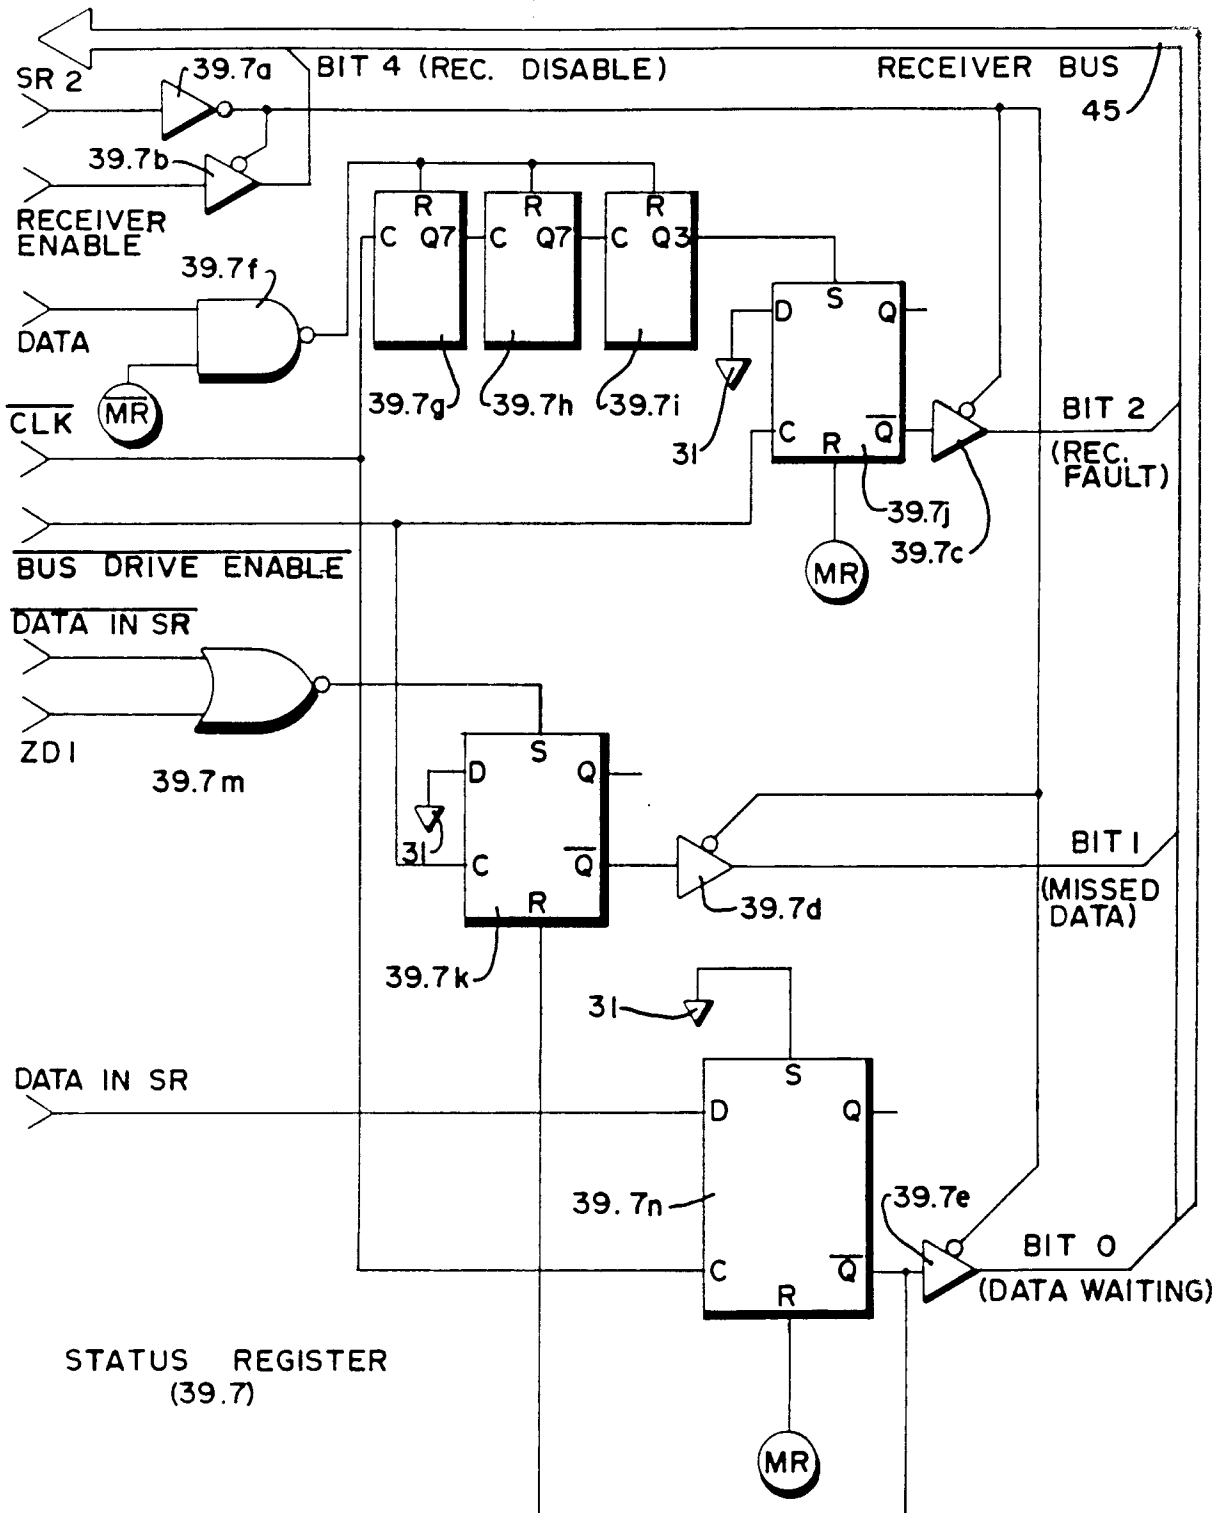 39.7a
BIT 4 (REC. DISABLE)
RECEIVER BUS
45
SR 2
39.7b
RECEIVER
ENABLE
R
R
R
C
Q7
C
Q7
C
Q3
39.7f
DATA
MR
39.7g
39.7h
39.7i
S
D
Q
C
R
Q
31
BIT 2
(REC.
FAULT)
CLK
39.7j
39.7c
MR
BUS DRIVE ENABLE
DATA IN SR
ZD1
39.7m
S
D
Q
31
C
Q
R
BIT 1
(MISSED
DATA)
39.7d
39.7k
31
DATA IN SR
S
D
Q
39.7n
39.7e
C
Q
R
BIT 0
(DATA WAITING)
STATUS REGISTER
(39.7)
MR